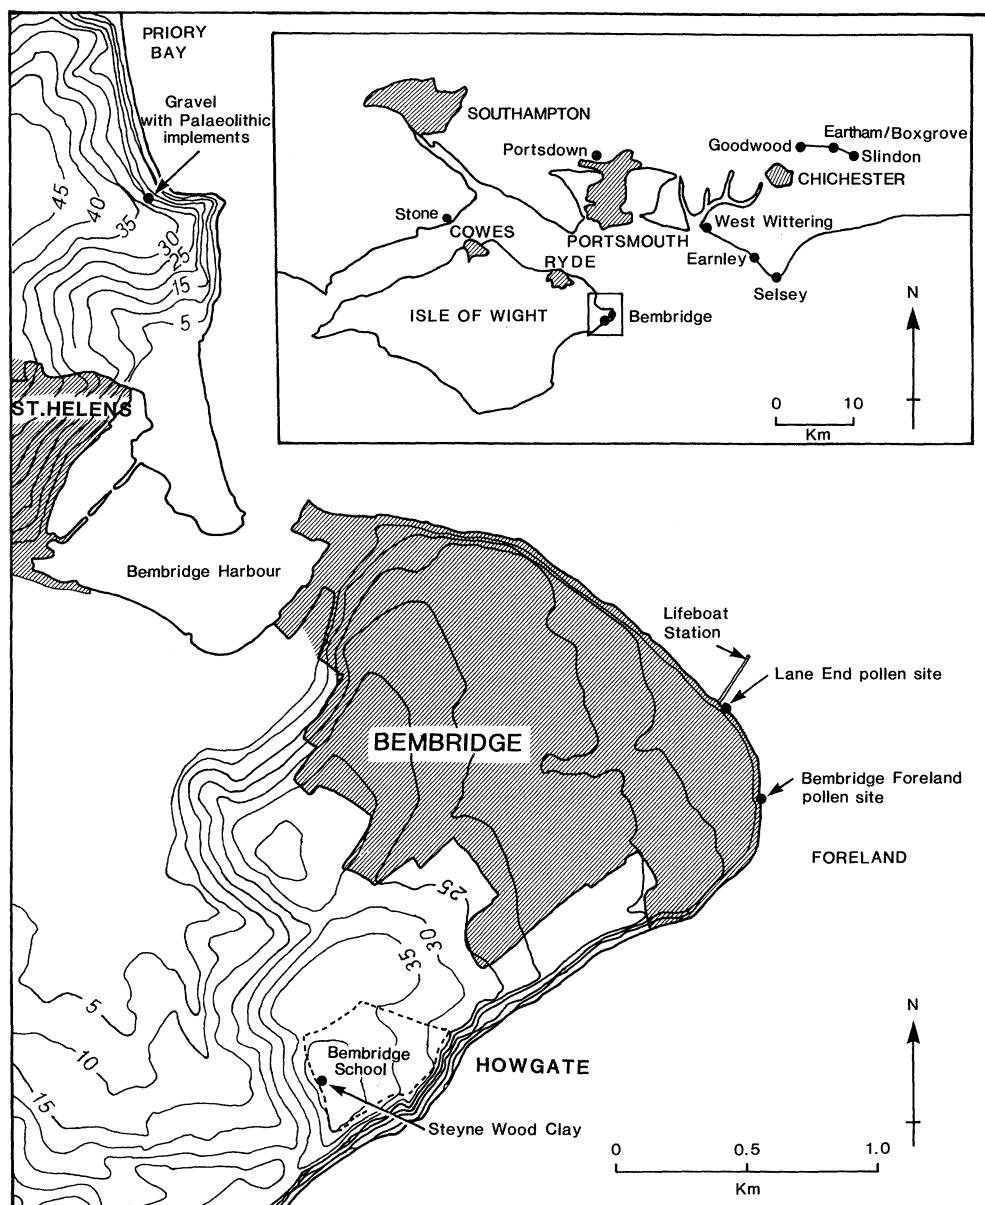 PRIORY
BAY
Gravel
with Palaeolithic
implements
45
40
35
30
25
15
5
ST.HELENS
Bembridge Harbour
SOUTHAMPTON
Portsdown
Goodwood
Eartham/Boxgrove
Slindon
CHICHESTER
Stone
COWES
RYDE
PORTSMOUTH
West Wittering
Earnley
Selsey
ISLE OF WIGHT
Bembridge
N
0 10
Km
Lifeboat
Station
Lane End pollen site
BEMBRIDGE
Bembridge Foreland
pollen site
FORELAND
25
30
35
5
10
15
Bembridge
School
HOWGATE
Steyne Wood Clay
N
0 0.5 1.0
Km